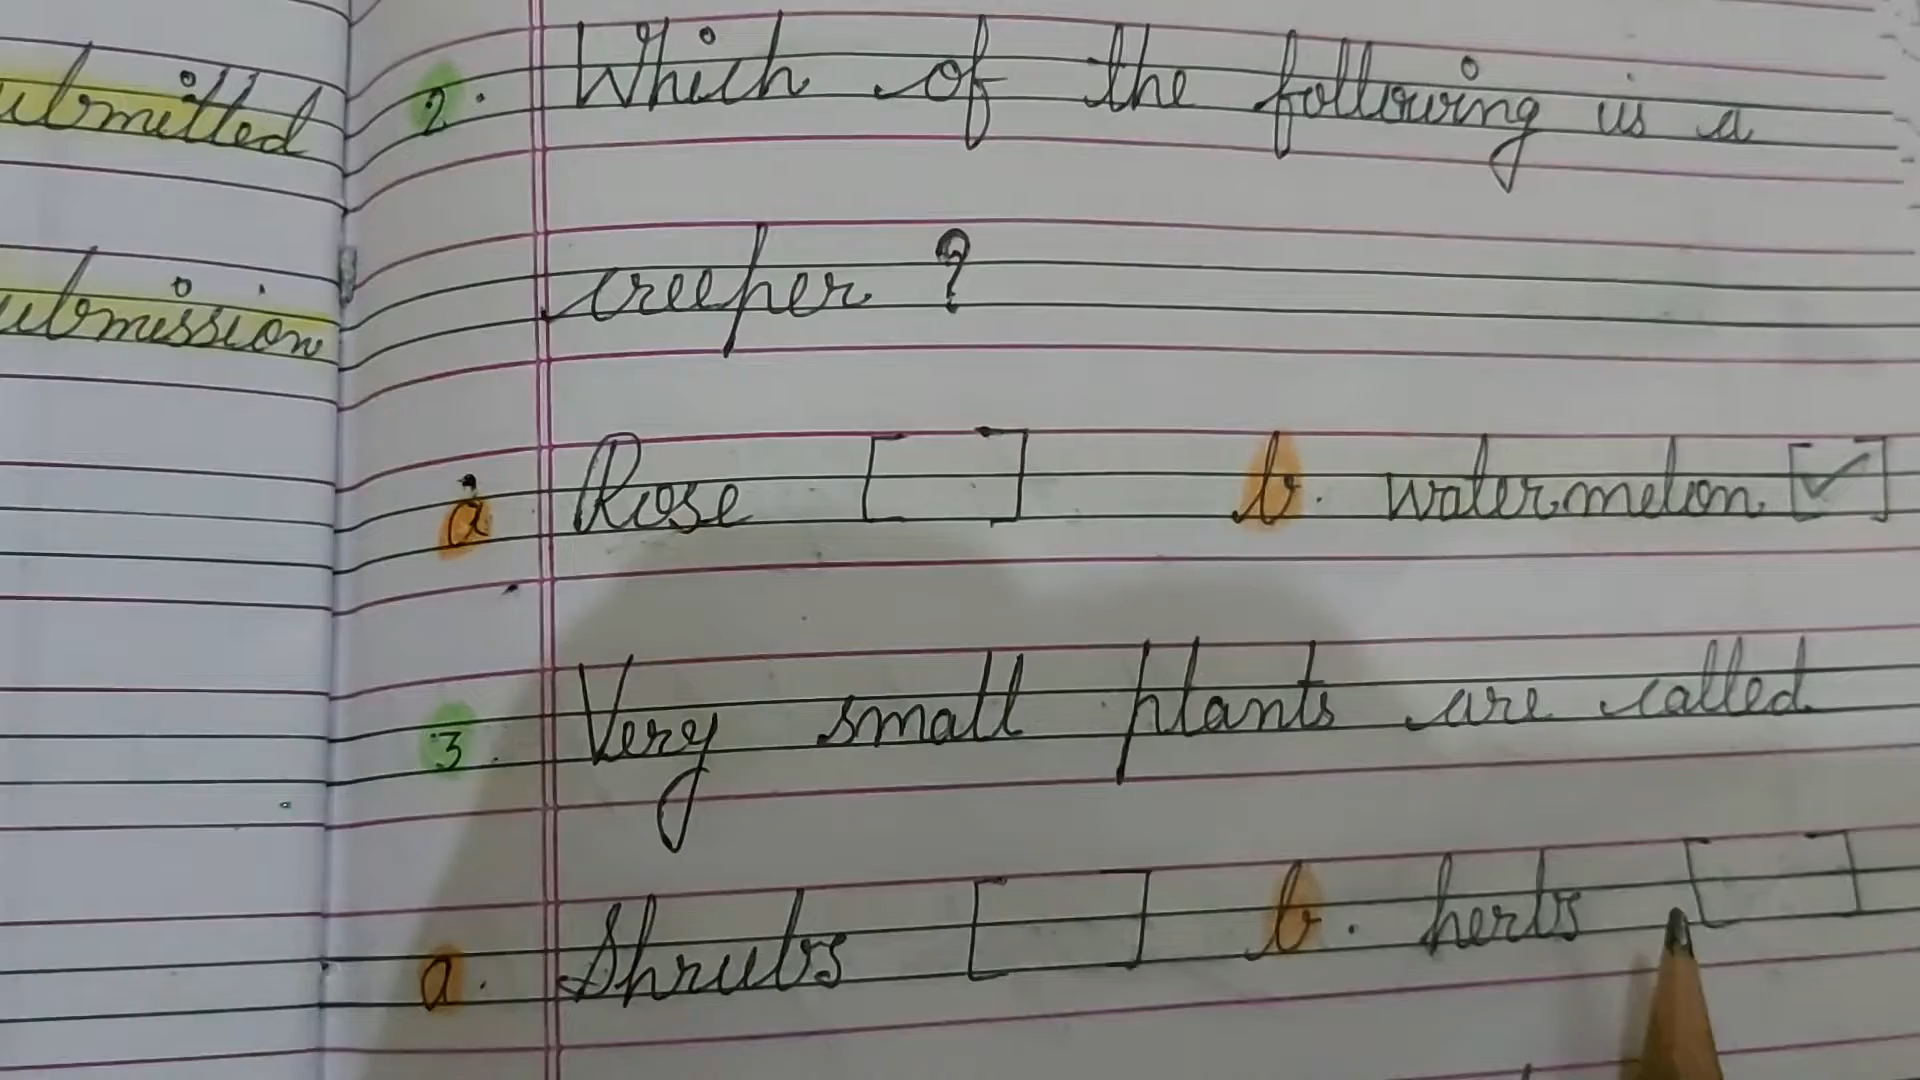 ubmitted
ubmission
2. Which of the following is a
creeper ?
a Rose b. watermelon
3. Very small plants are called
a. Shrubs b. herbs